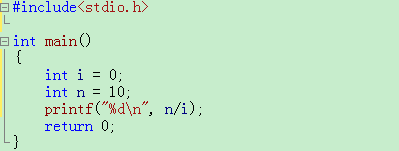 #include<stdio.h>
int main()
{
    int i = 0;
    int n = 10;
    printf("%d\n", n/i);
    return 0;
}